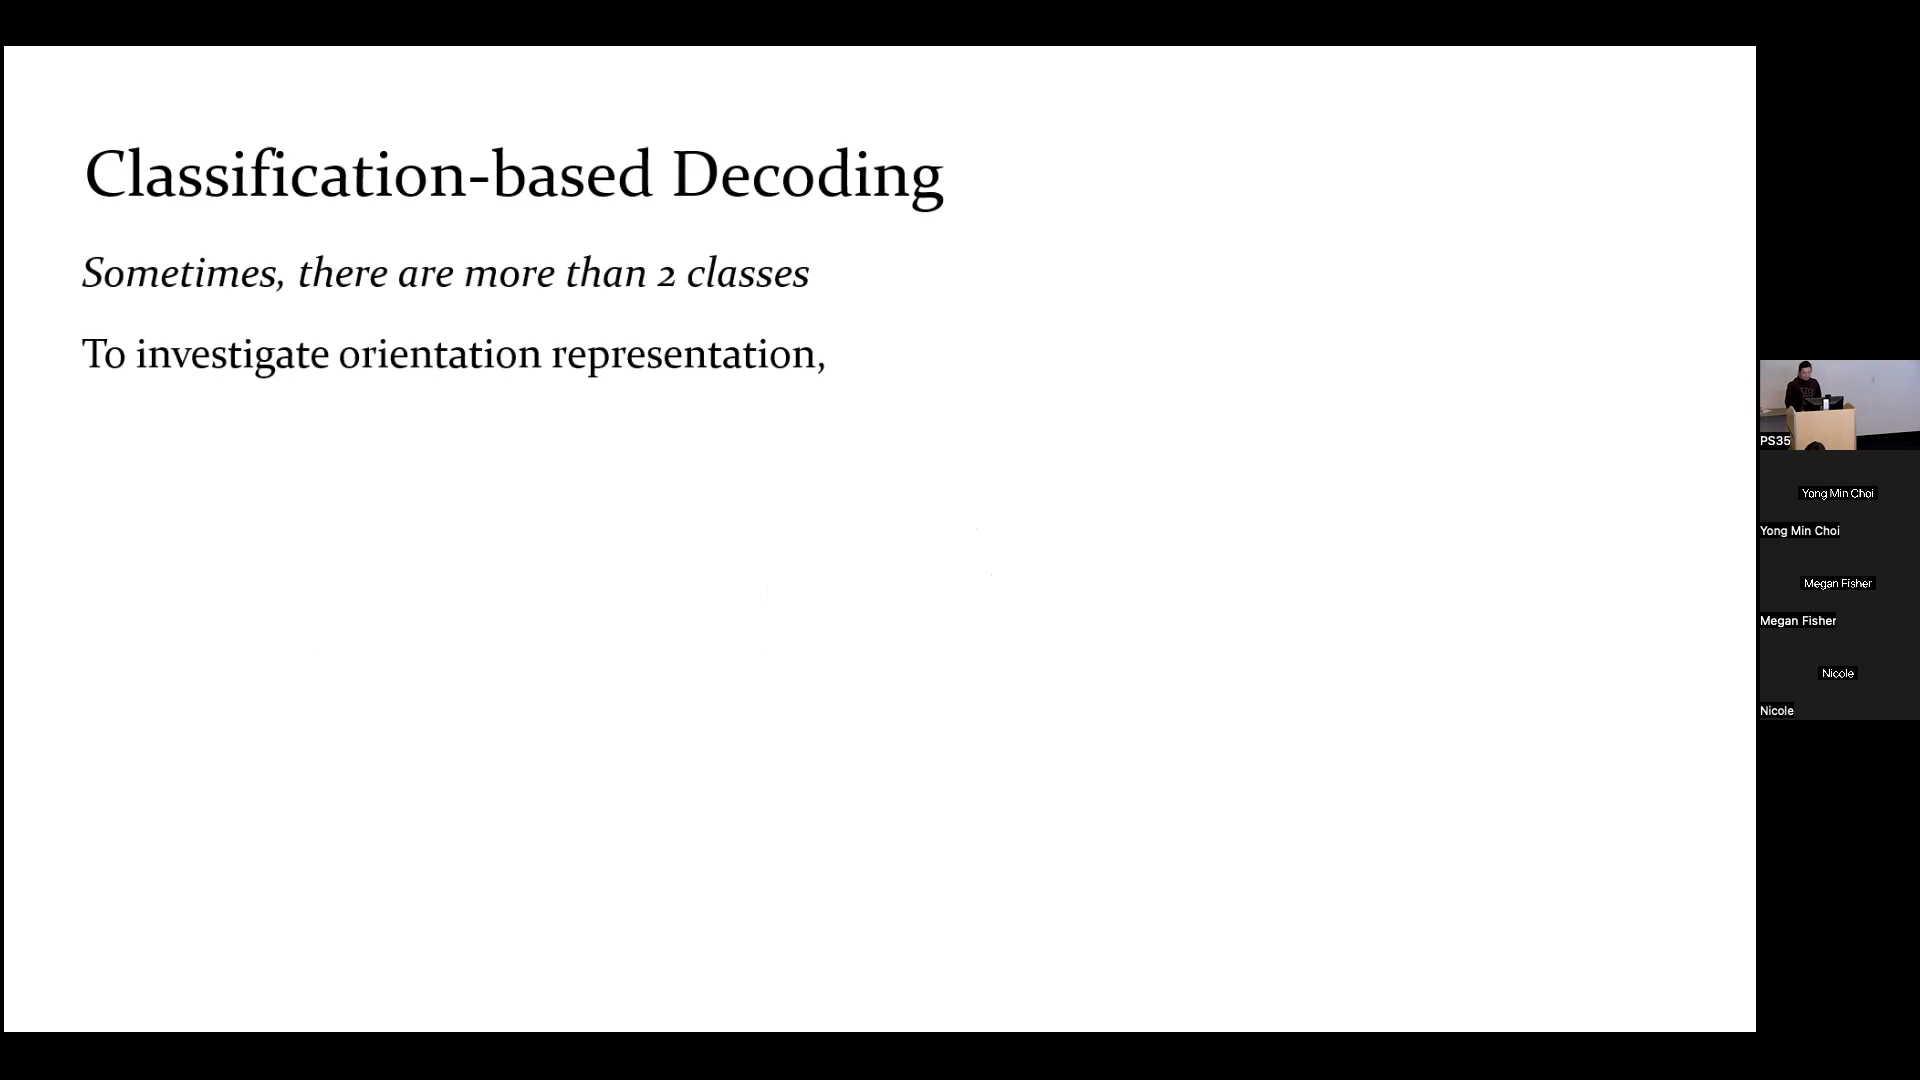 Classification-based Decoding
Sometimes, there are more than 2 classes
To investigate orientation representation,
PS35
Yong Min Choi
Yong Min Choi
Megan Fisher
Megan Fisher
Nicole
Nicole